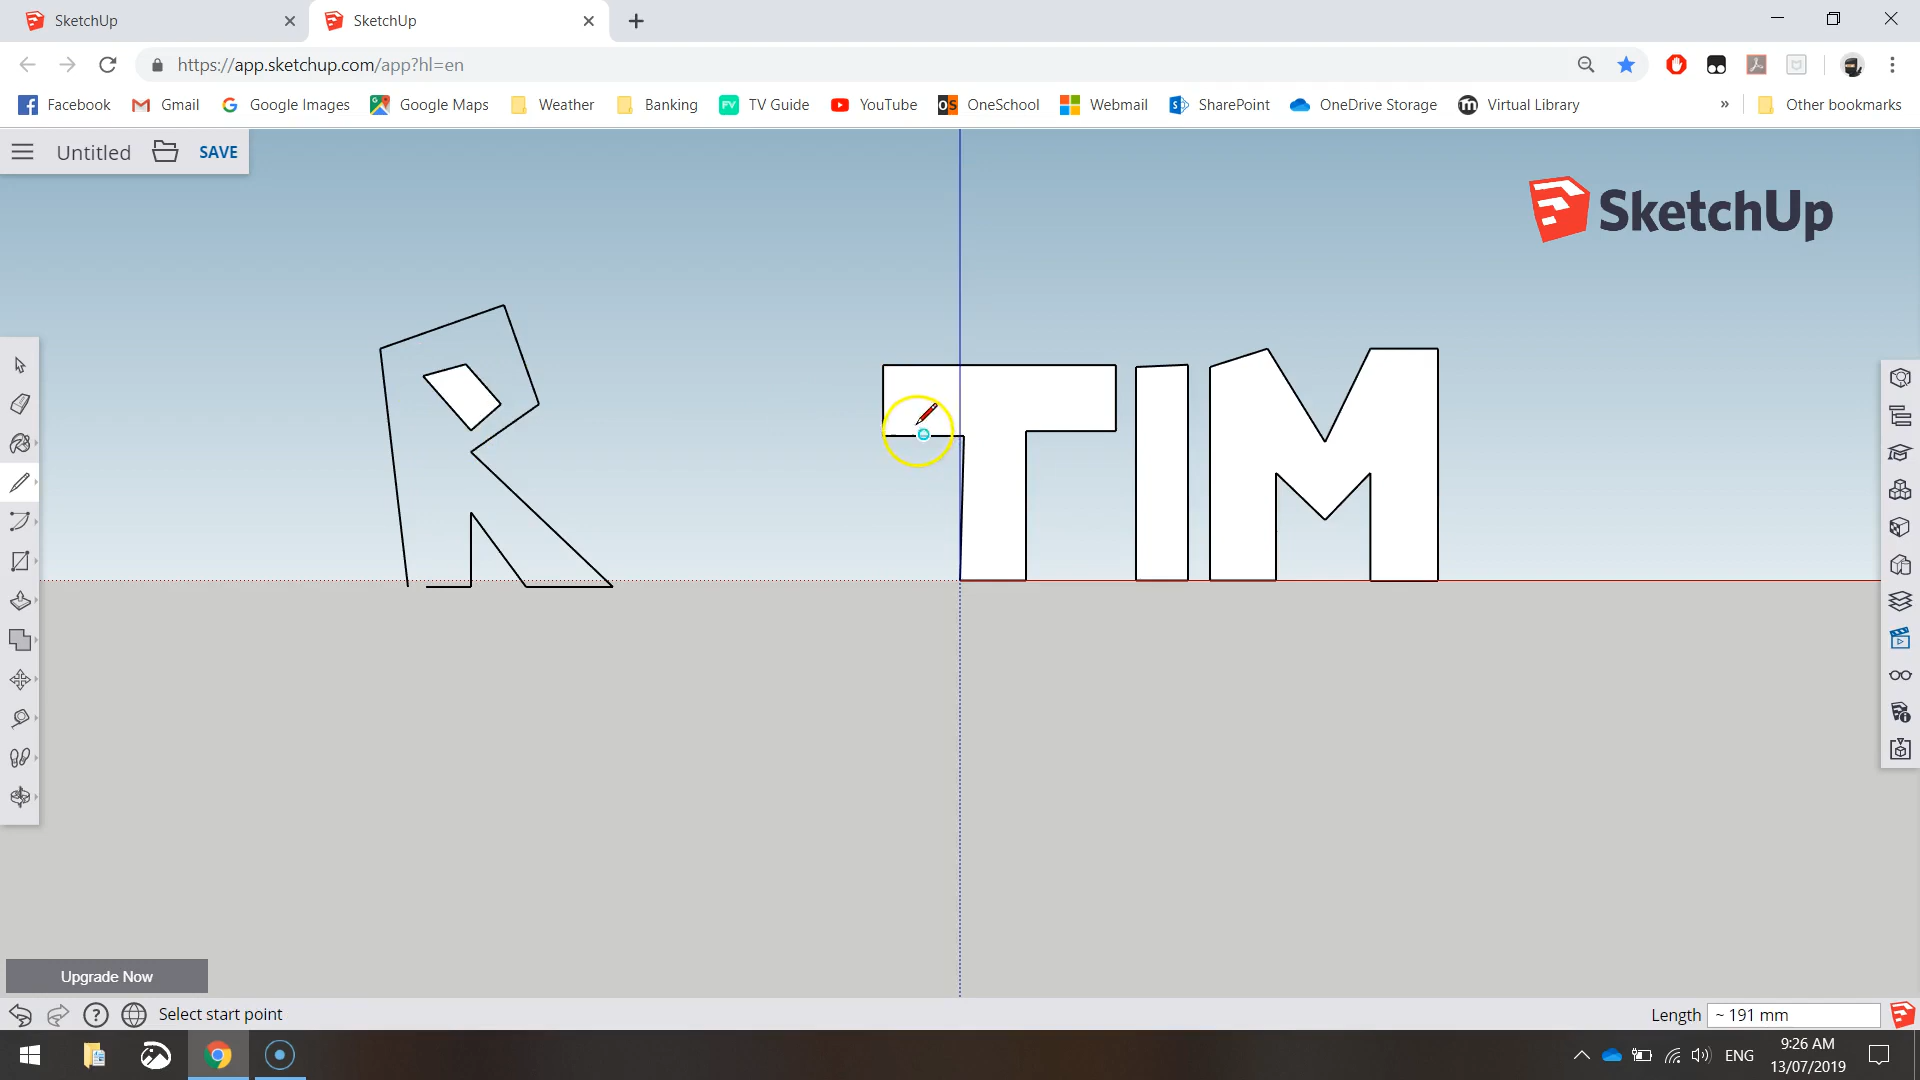 SketchUp
SketchUp
https://app.sketchup.com/app?hl=en
Facebook
Gmail
Google Images
Google Maps
Weather
Banking
TV Guide
YouTube
OneSchool
Webmail
SharePoint
OneDrive Storage
Virtual Library
»
Other bookmarks
Untitled
SAVE
SketchUp
R
TIM
Upgrade Now
Select start point
Length
~ 191 mm
ENG
9:26 AM
13/07/2019